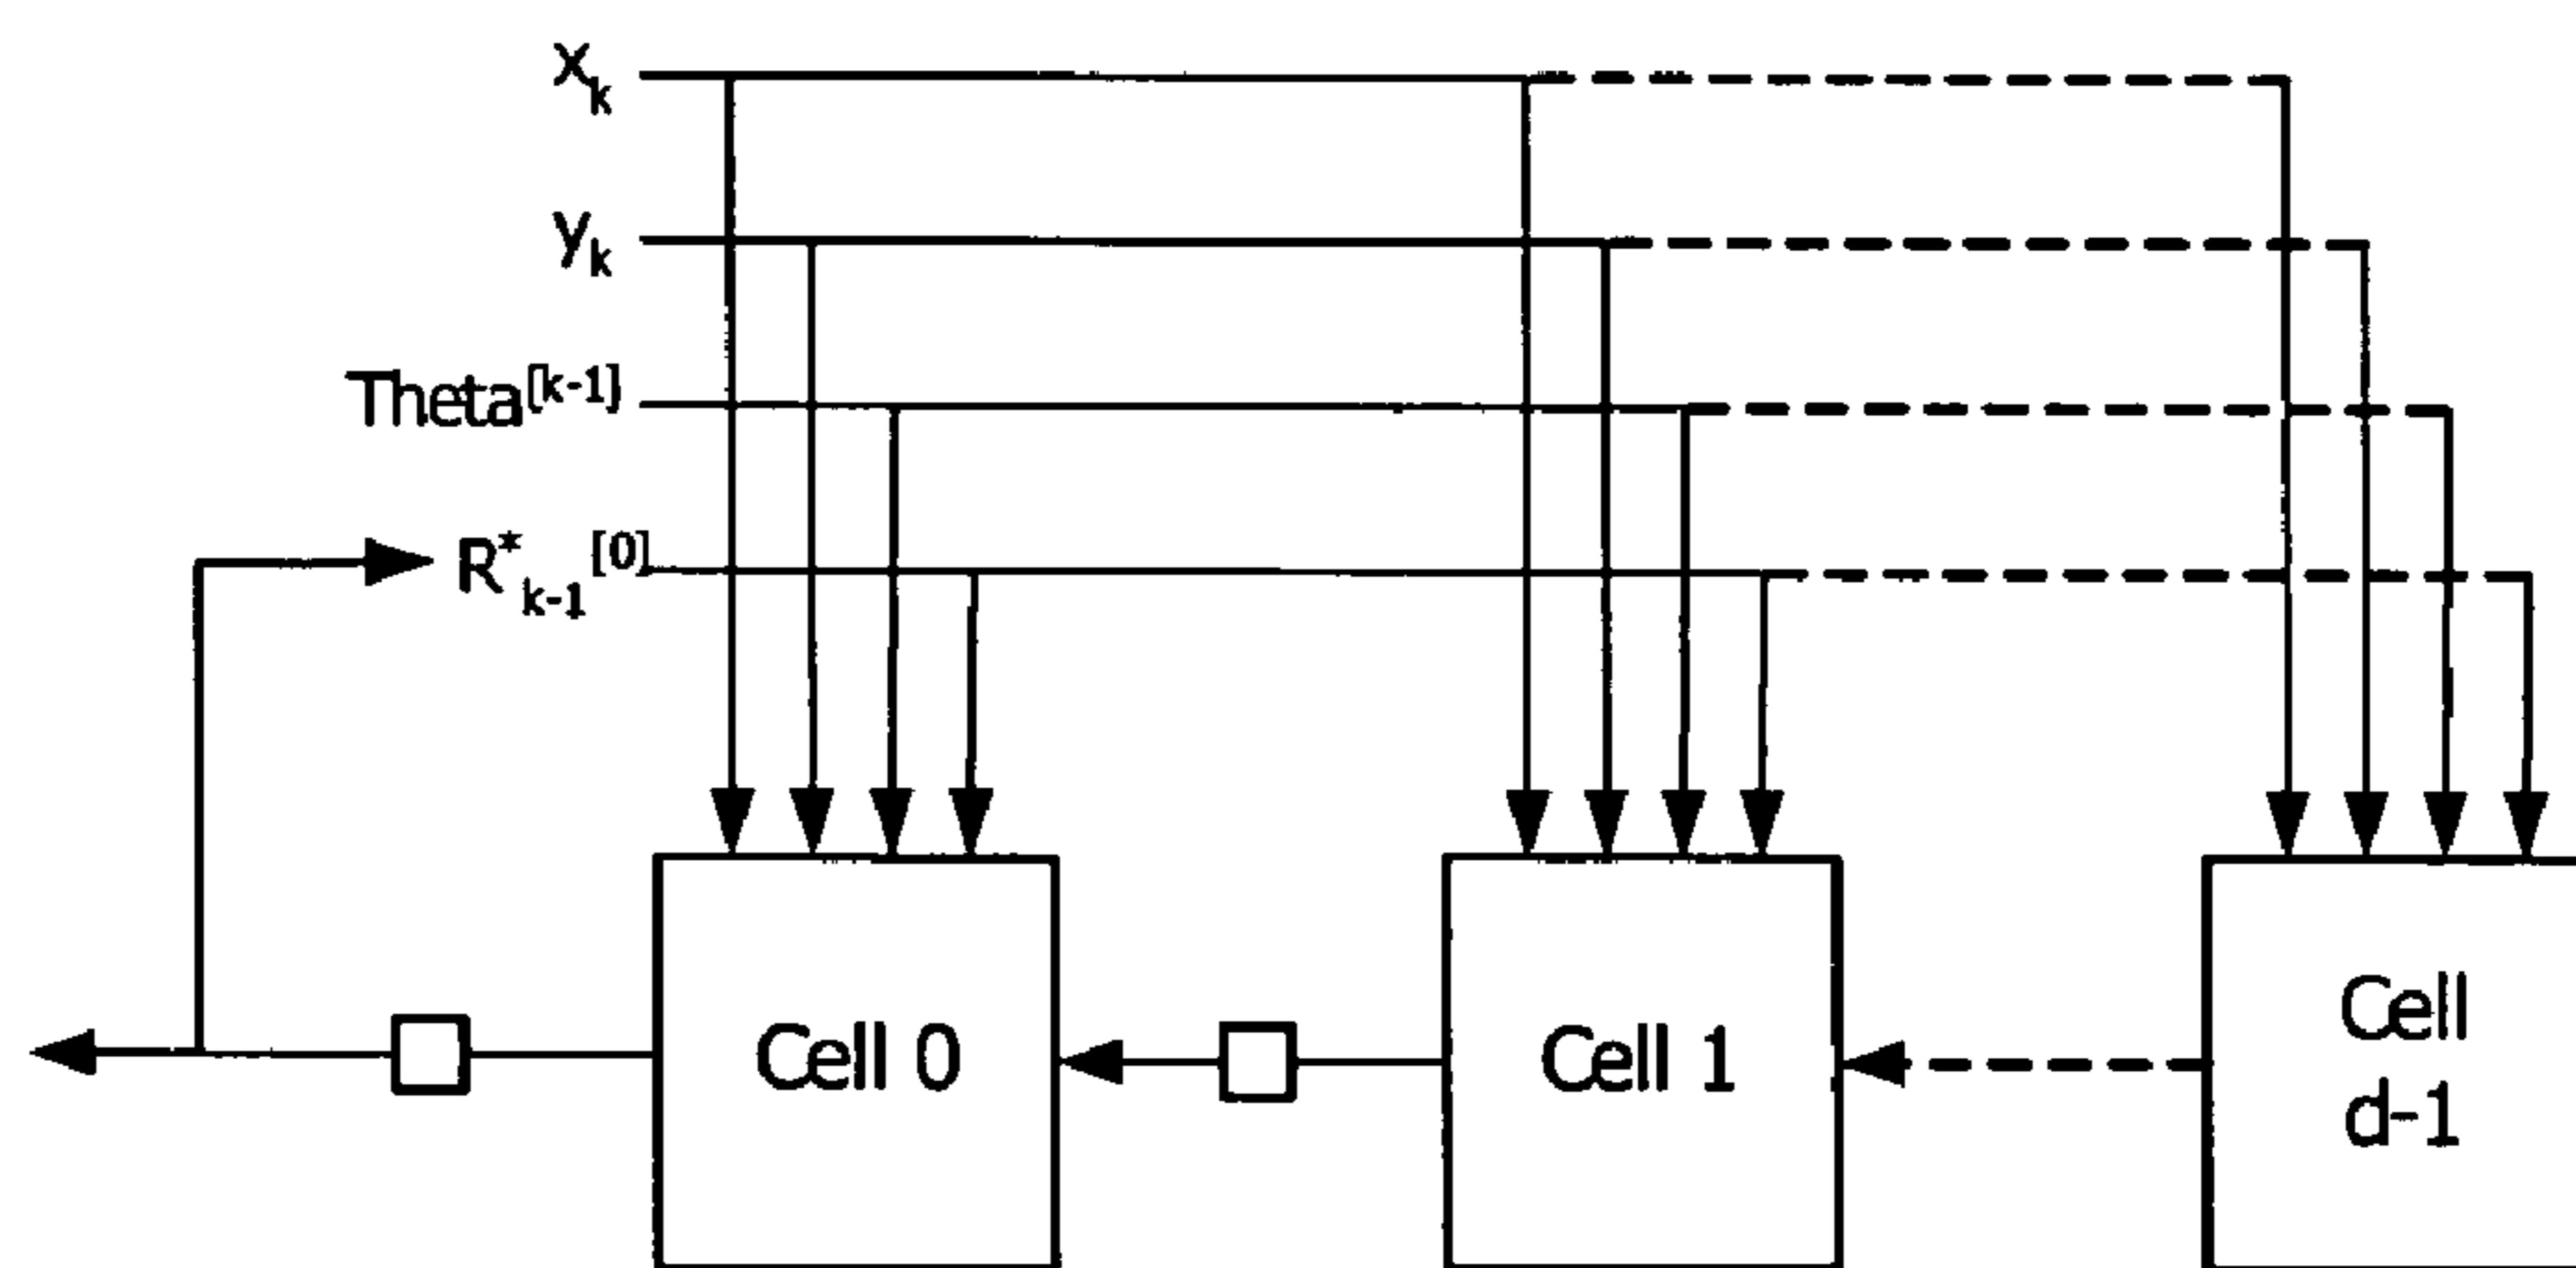 x_k
y_k
Theta^[k-1]
R*_k-1^[0]
Cell 0
Cell 1
Cell
d-1